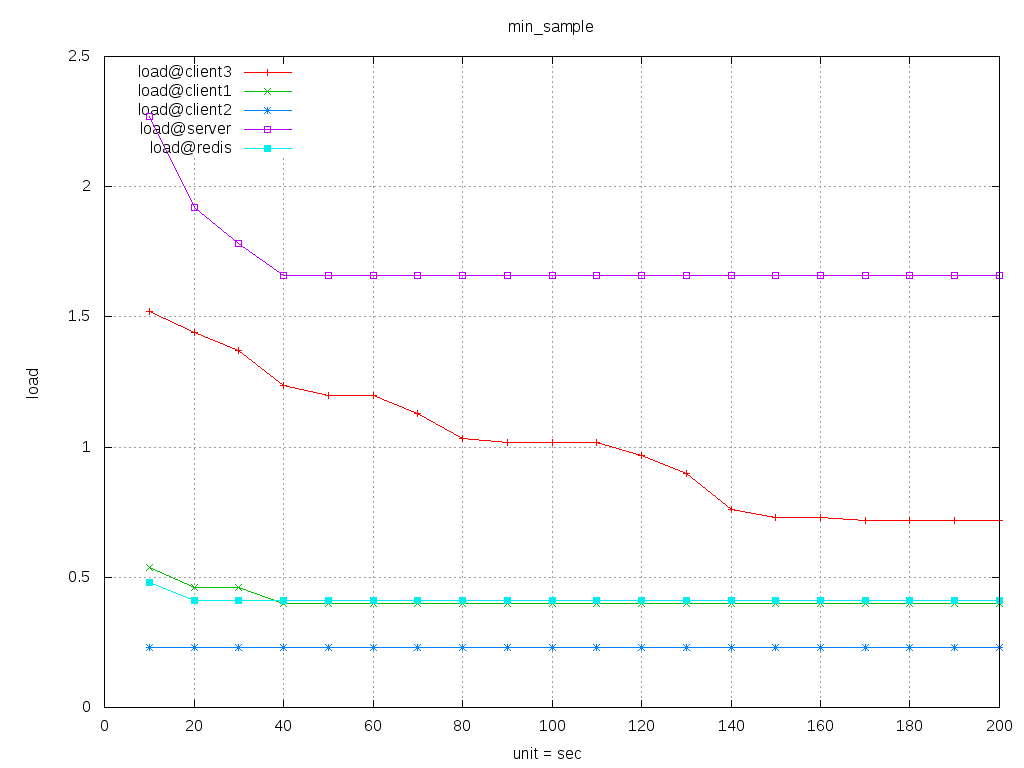 min_sample
2.5
2
1.5
1
0.5
0
load
load@client3
load@client1
load@client2
load@server
load@redis
0 20 40 60 80 100 120 140 160 180 200
unit = sec